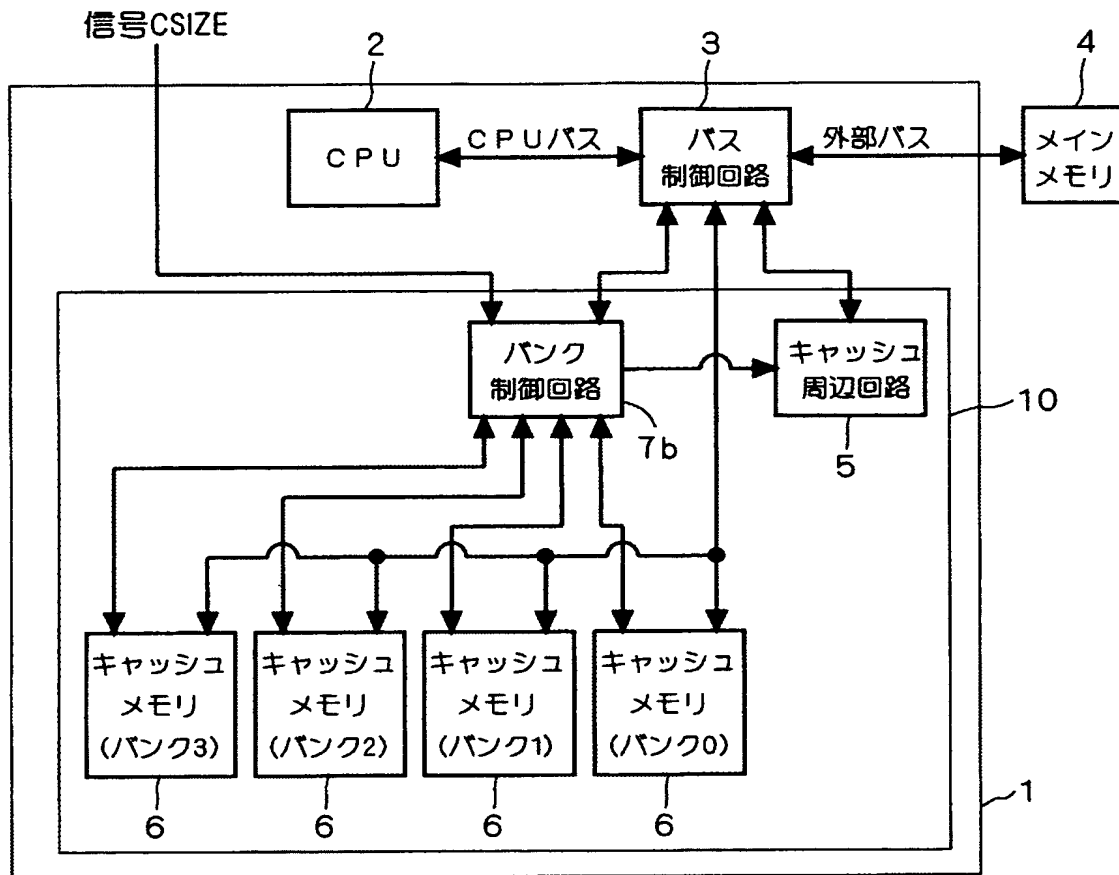 信号CSIZE
2
3
4
CPU
CPUバス
バス
制御回路
外部バス
メイン
メモリ
バンク
制御回路
7b
キャッシュ
周辺回路
5
10
キャッシュ
メモリ
(バンク3)
キャッシュ
メモリ
(バンク2)
キャッシュ
メモリ
(バンク1)
キャッシュ
メモリ
(バンク0)
6
6
6
6
1